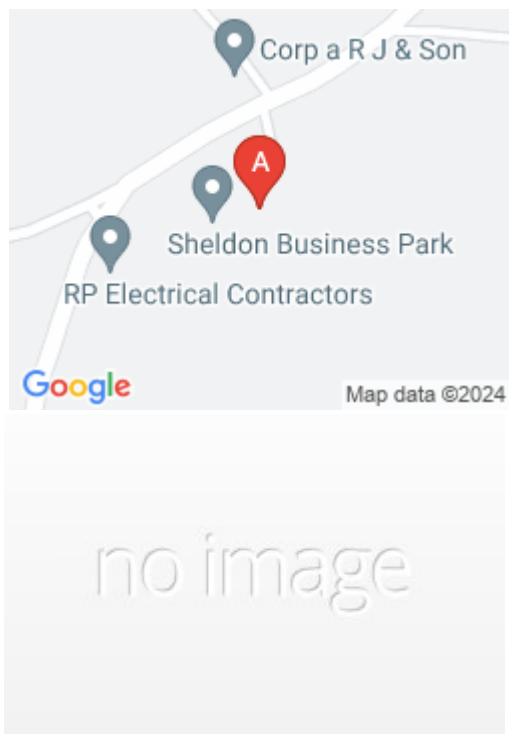 Corp a R J & Son
A
Sheldon Business Park
RP Electrical Contractors
Google
Map data ©2024
no image